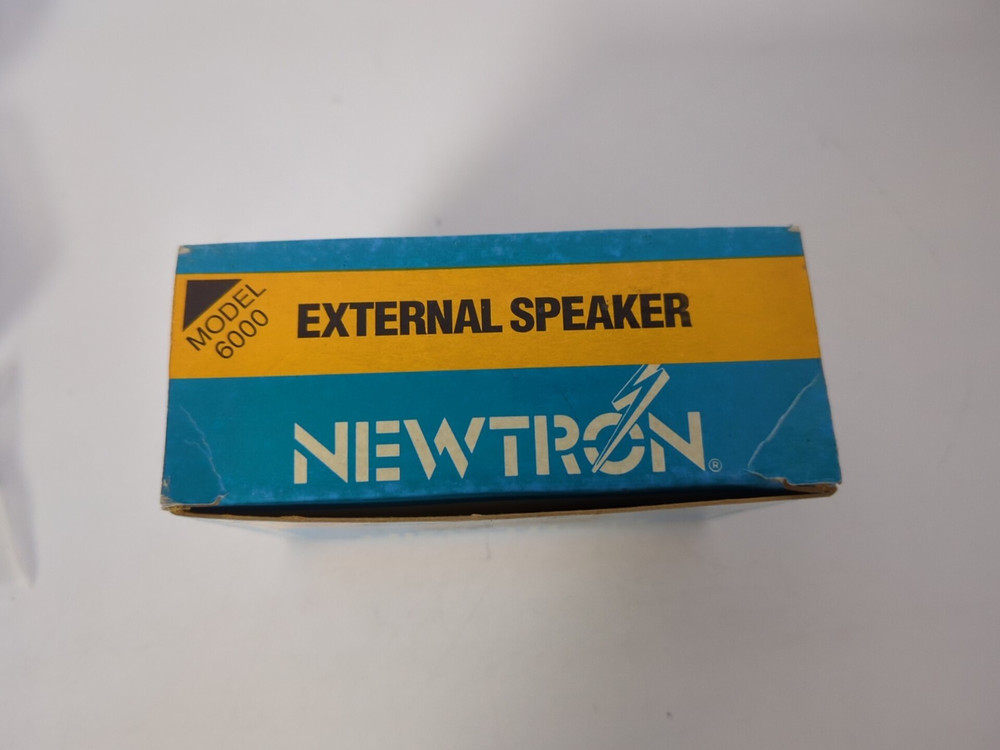 MODEL
6000
EXTERNAL SPEAKER
NEWTRON®